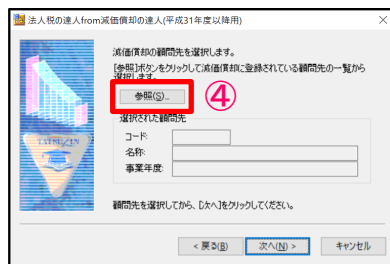 法人税の達人from減価償却の達人(平成31年度以降用)
減価償却の顧問先を選択します。
[参照]ボタンをクリックして減価償却に登録されている顧問先の一覧から
選択します。
参照(S)...
④
選択された顧問先
コード:
名称:
事業年度:
顧問先を選択してから、[次へ]をクリックしてください。
< 戻る(B)
次へ(N) >
キャンセル